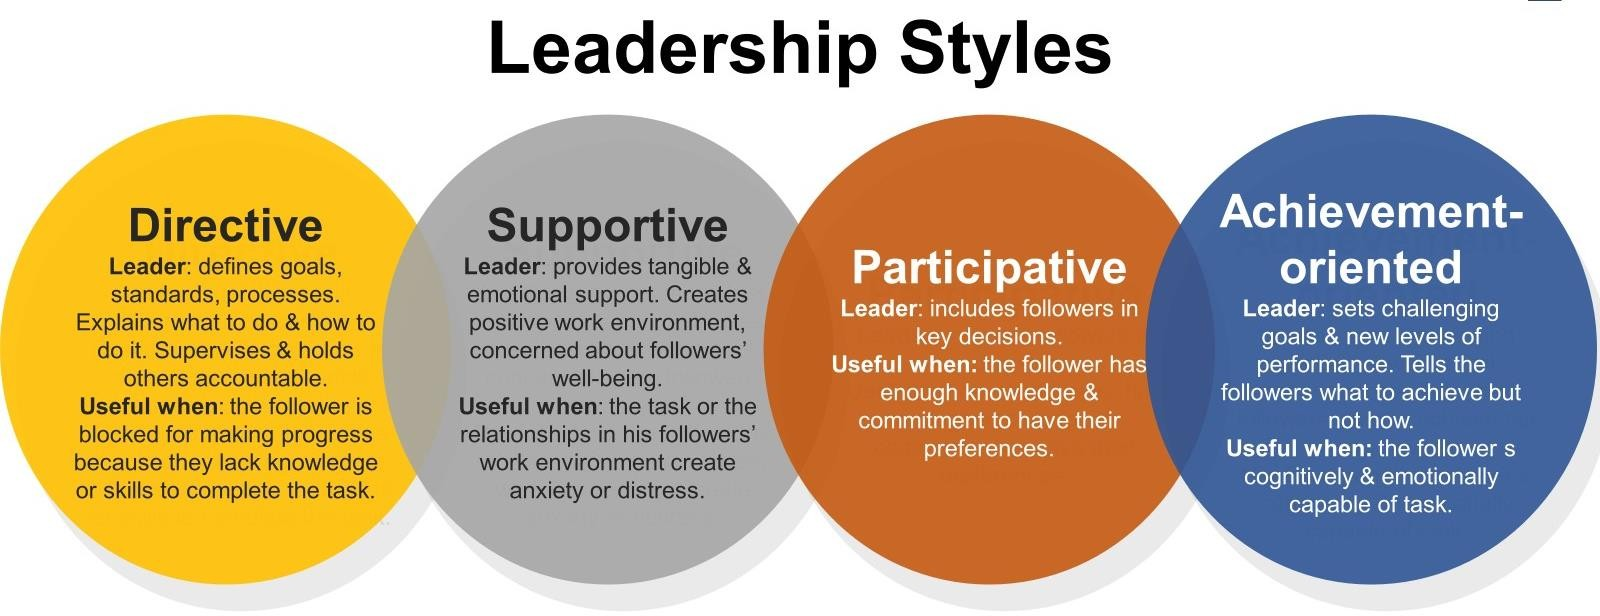 Leadership Styles
Directive
Leader: defines goals,
standards, processes.
Explains what to do & how to
do it. Supervises & holds
others accountable.
Useful when: the follower is
blocked for making progress
because they lack knowledge
or skills to complete the task.
Supportive
Leader: provides tangible &
emotional support. Creates
positive work environment,
concerned about followers’
well-being.
Useful when: the task or the
relationships in his followers’
work environment create
anxiety or distress.
Participative
Leader: includes followers in
key decisions.
Useful when: the follower has
enough knowledge &
commitment to have their
preferences.
Achievement-
oriented
Leader: sets challenging
goals & new levels of
performance. Tells the
followers what to achieve but
not how.
Useful when: the follower s
cognitively & emotionally
capable of task.